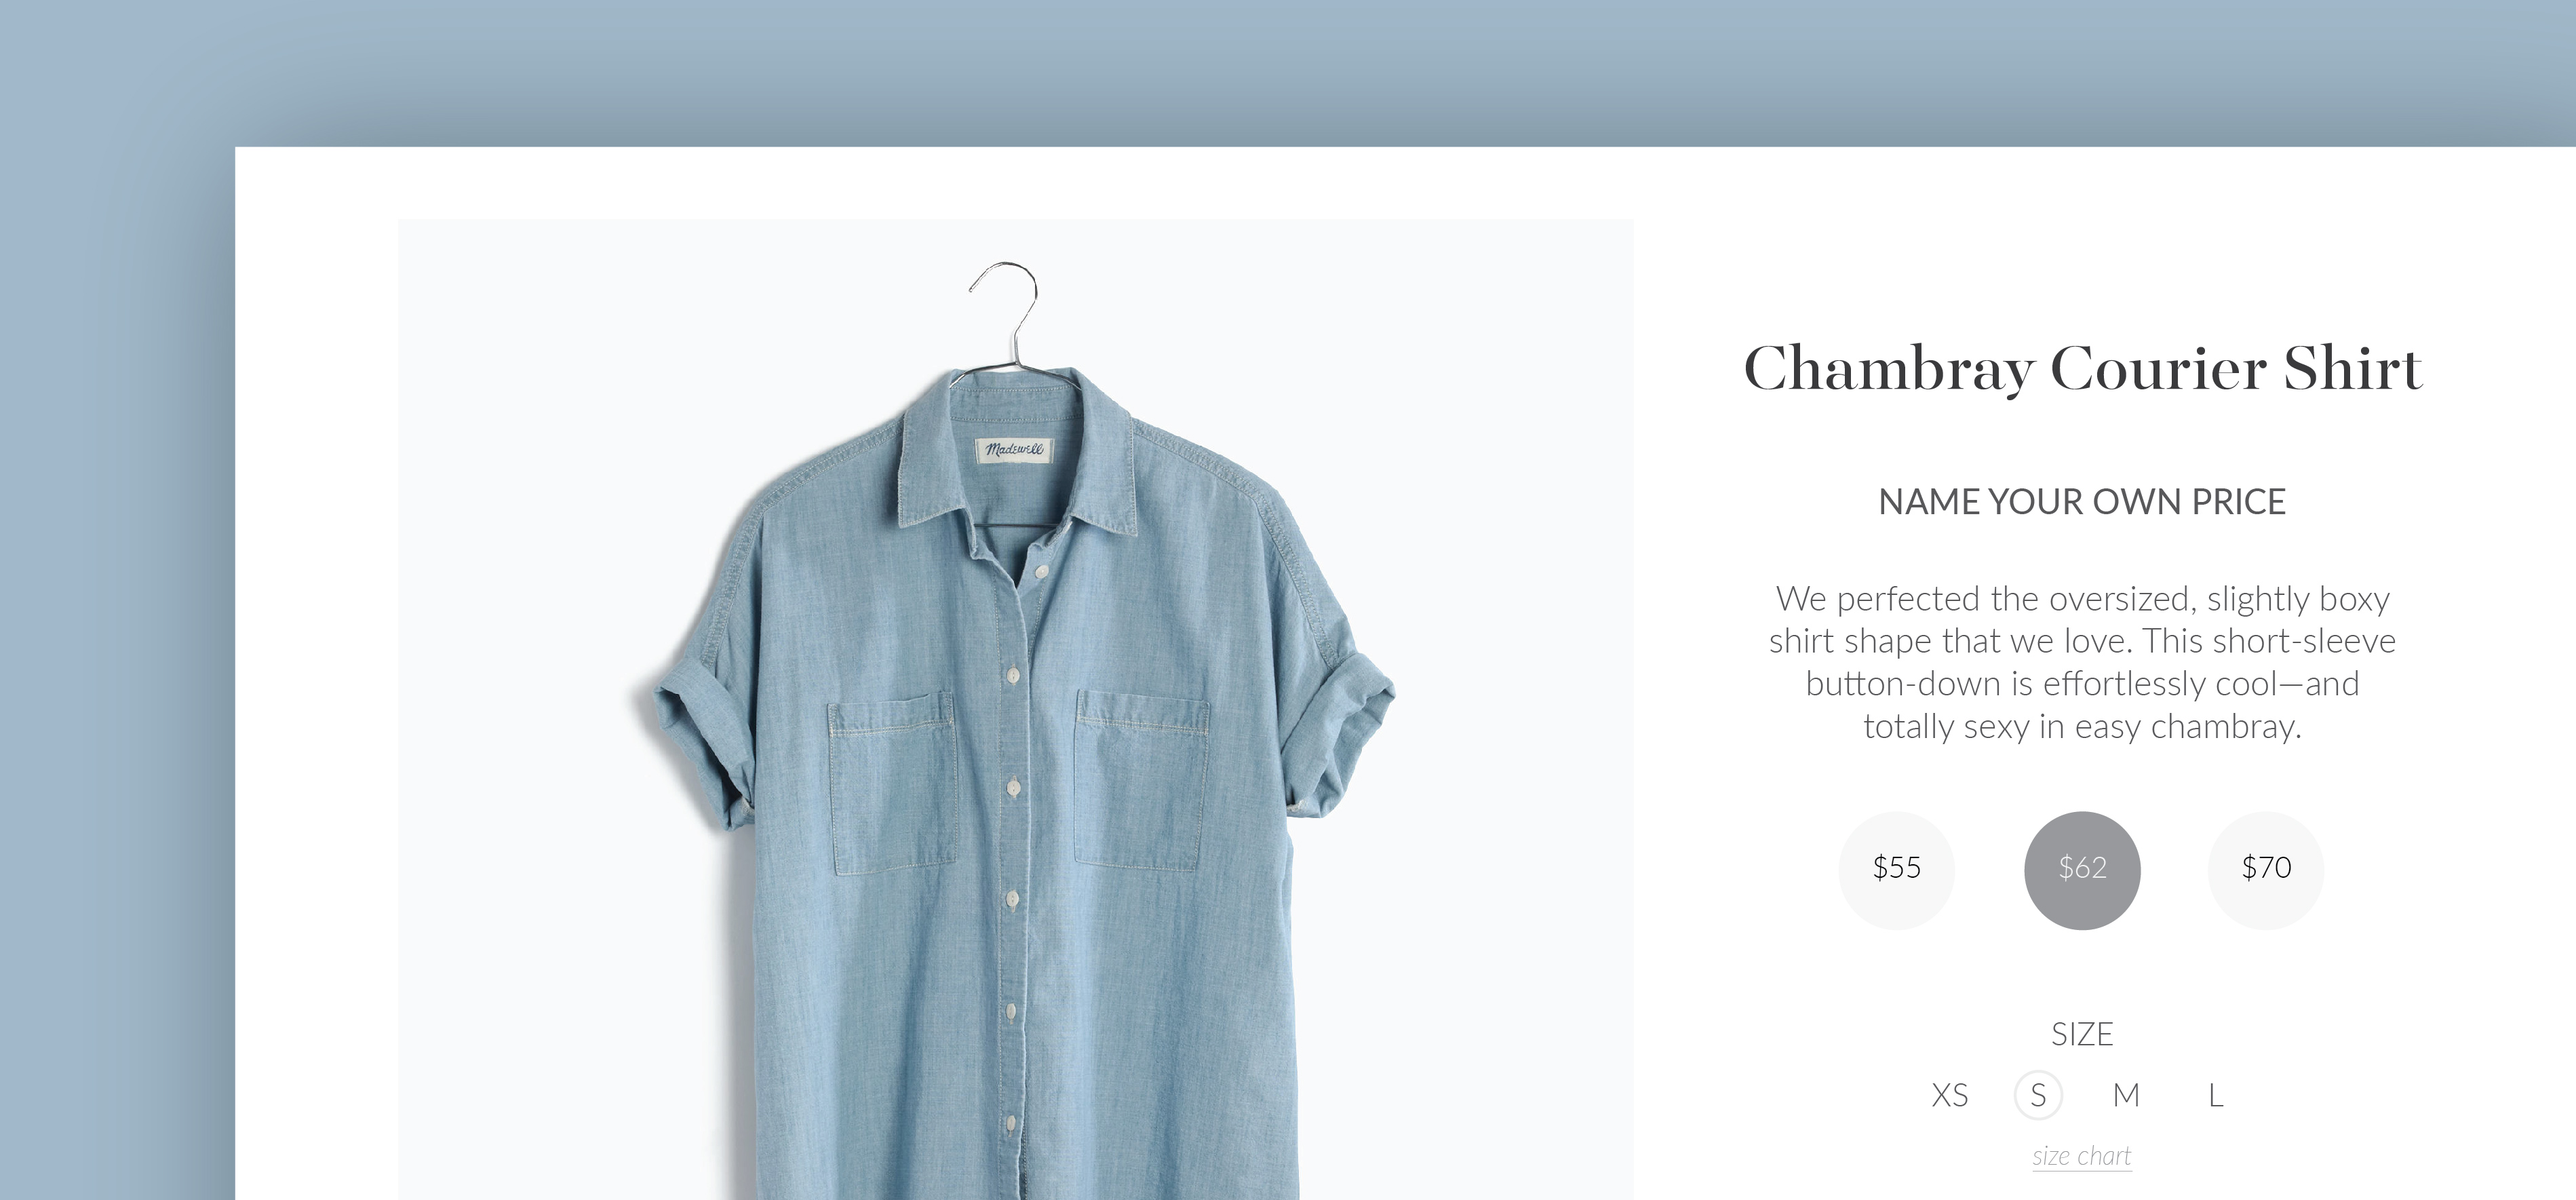 Madewell
Chambray Courier Shirt
NAME YOUR OWN PRICE
We perfected the oversized, slightly boxy
shirt shape that we love. This short-sleeve
button-down is effortlessly cool—and
totally sexy in easy chambray.
$55 $62 $70
SIZE
XS S M L
size chart